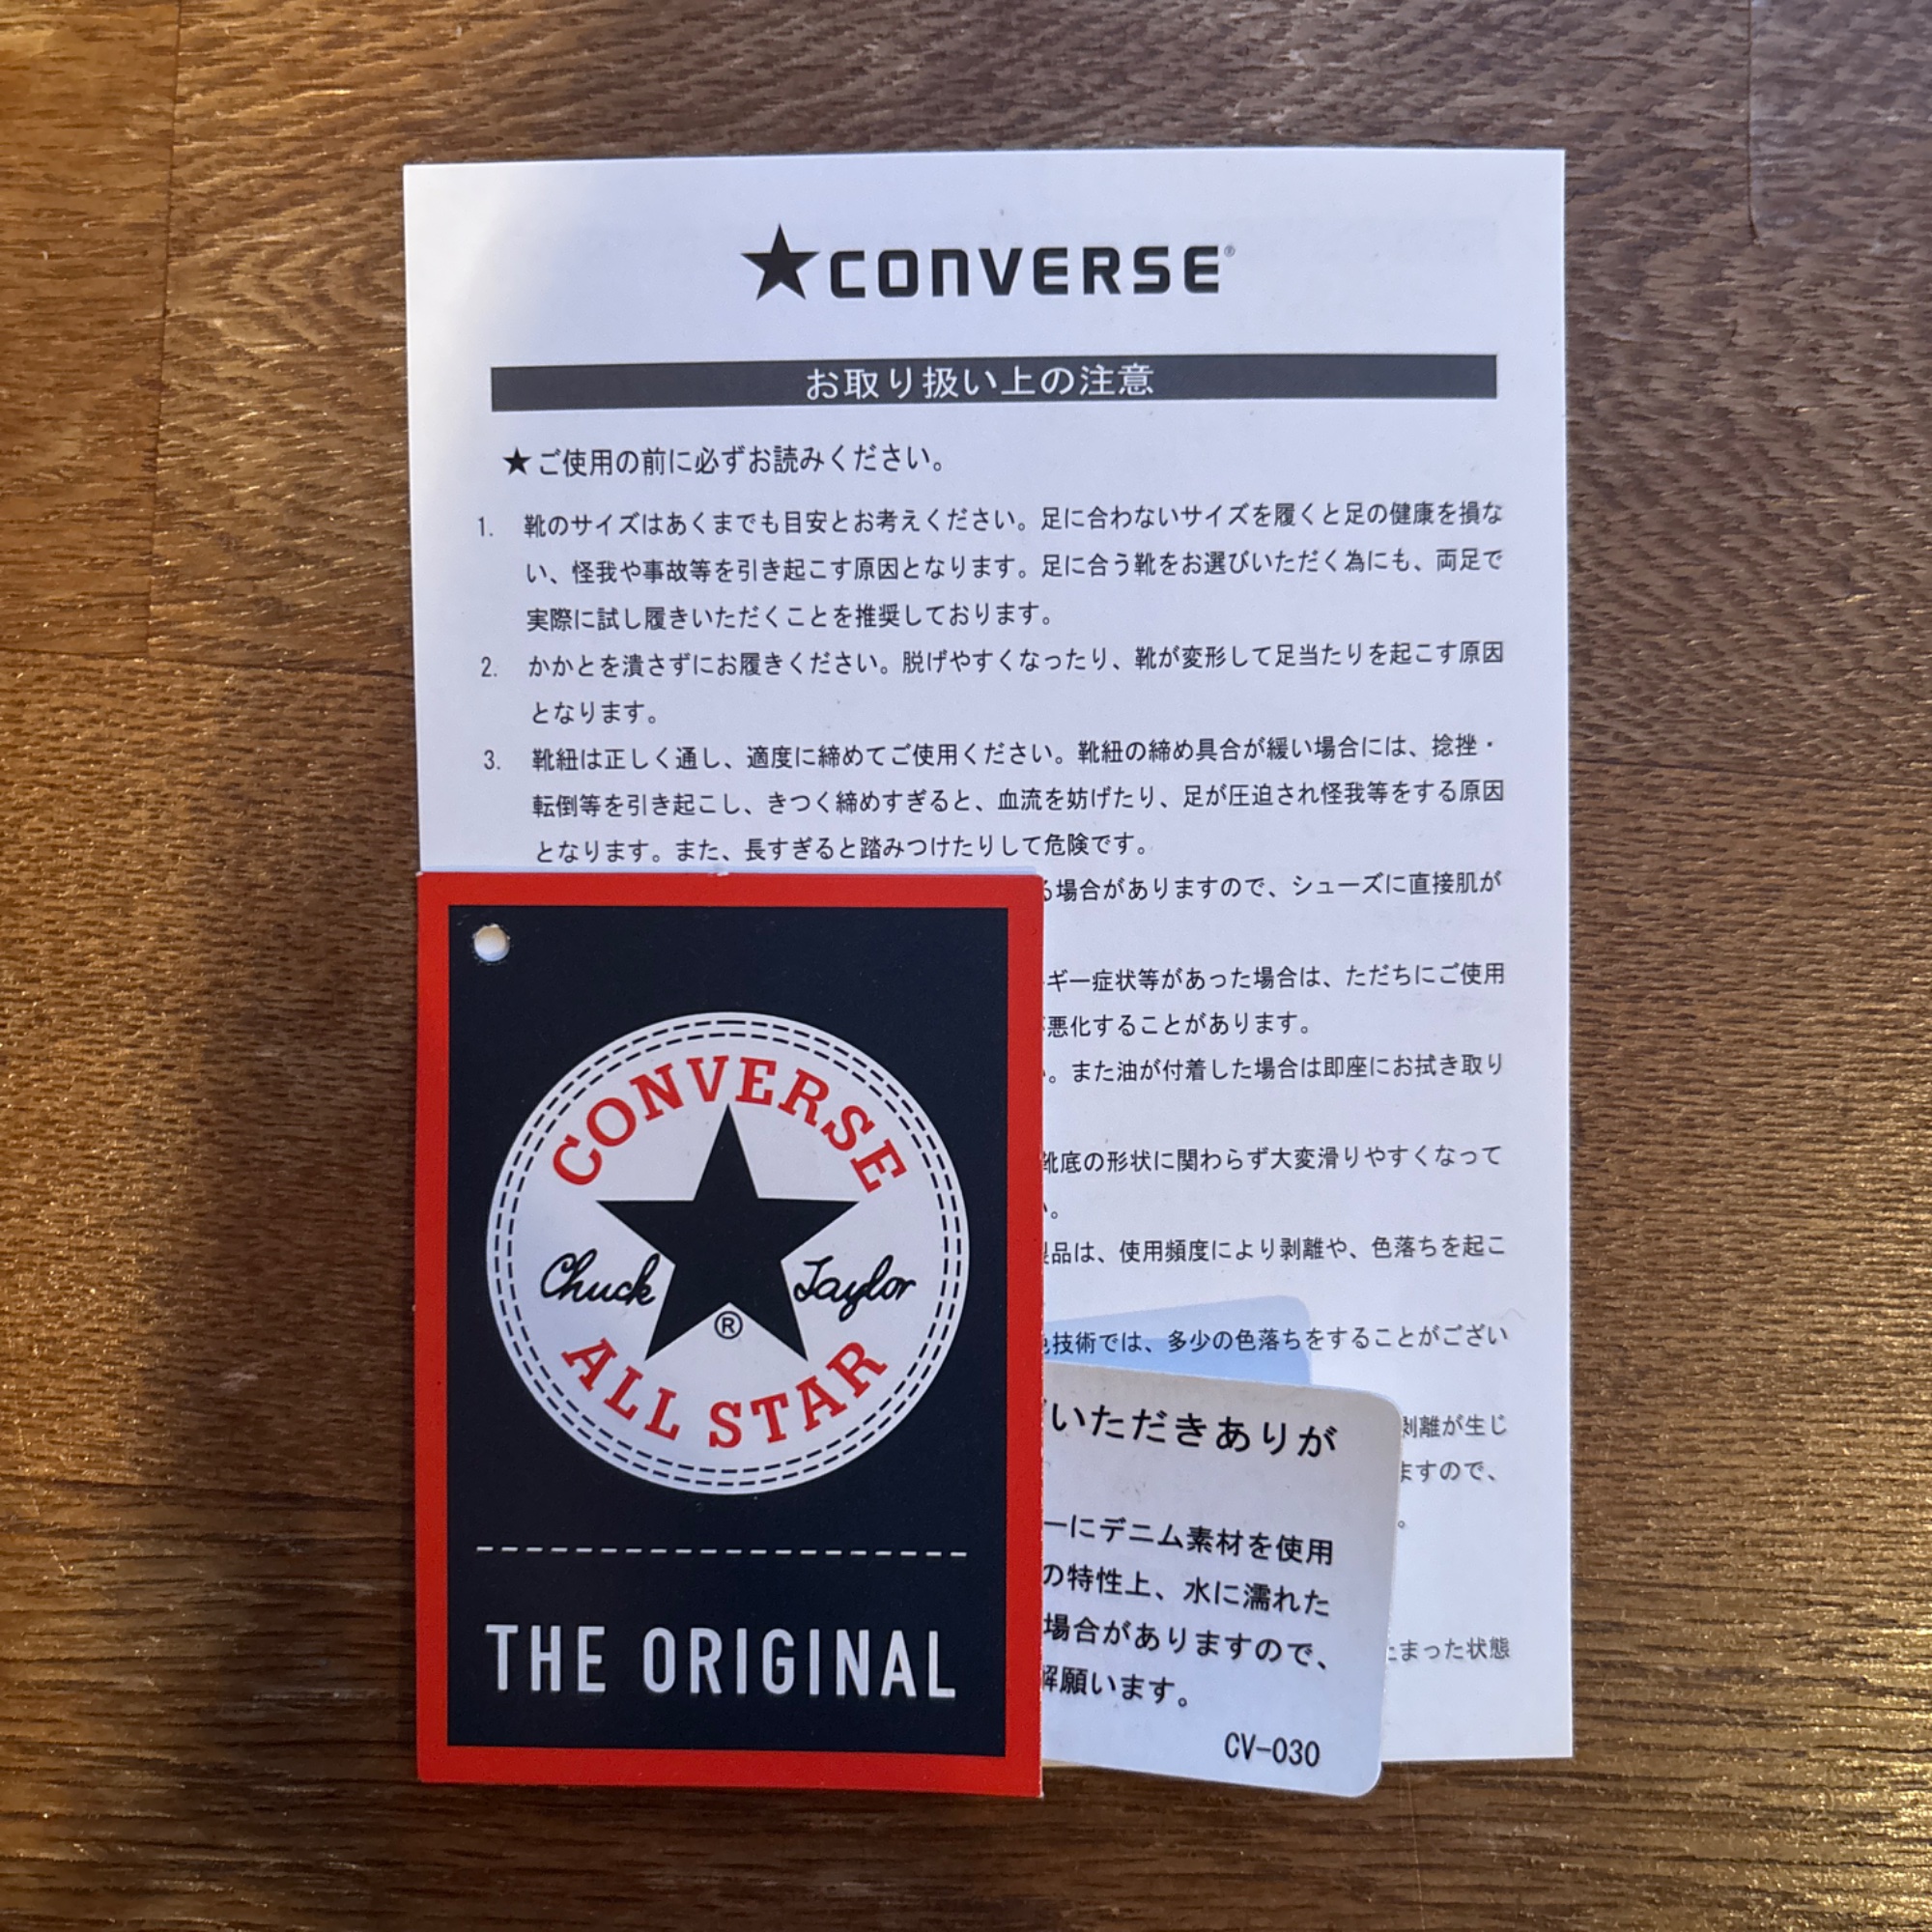 ★CONVERSE®
お取り扱い上の注意
★ご使用の前に必ずお読みください。
1. 靴のサイズはあくまでも目安とお考えください。足に合わないサイズを履くと足の健康を損な
い、怪我や事故等を引き起こす原因となります。足に合う靴をお選びいただく為にも、両足で
実際に試し履きいただくことを推奨しております。
2. かかとを潰さずにお履きください。脱げやすくなったり、靴が変形して足当たりを起こす原因
となります。
3. 靴紐は正しく通し、適度に締めてご使用ください。靴紐の締め具合が緩い場合には、捻挫・
転倒等を引き起こし、きつく締めすぎると、血流を妨げたり、足が圧迫され怪我等をする原因
となります。また、長すぎると踏みつけたりして危険です。
る場合がありますので、シューズに直接肌が
ギー症状等があった場合は、ただちにご使用
悪化することがあります。
。また油が付着した場合は即座にお拭き取り
靴底の形状に関わらず大変滑りやすくなって
。
製品は、使用頻度により剥離や、色落ちを起こ
色技術では、多少の色落ちをすることがござい
剥離が生じ
ますので、
。
止まった状態
CONVERSE
Chuck Taylor
®
ALL STAR
THE ORIGINAL
いただきありが
ーにデニム素材を使用
の特性上、水に濡れた
場合がありますので、
解願います。
CV-030